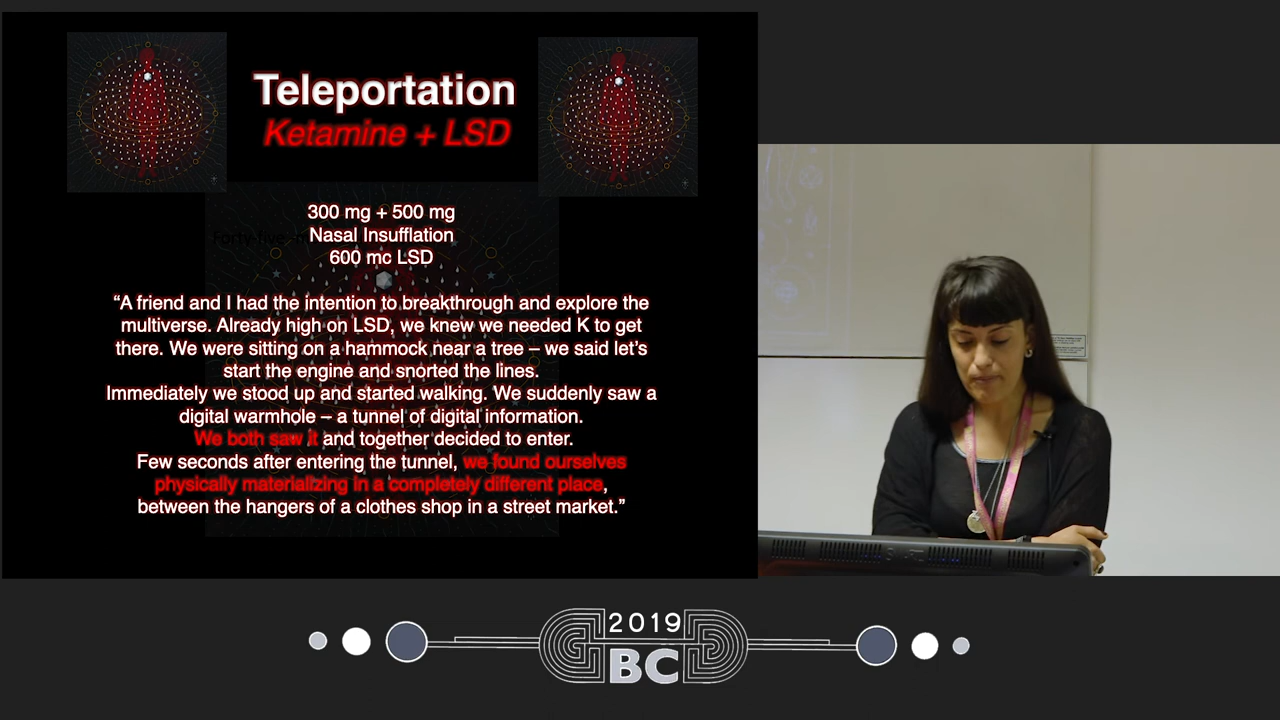 Teleportation
Ketamine + LSD
300 mg + 500 mg
Forty-five
Nasal Insufflation
600 mc LSD
“A friend and I had the intention to breakthrough and explore the
multiverse. Already high on LSD, we knew we needed K to get
there. We were sitting on a hammock near a tree – we said let’s
start the engine and snorted the lines.
Immediately we stood up and started walking. We suddenly saw a
digital warmhole – a tunnel of digital information.
We both saw it and together decided to enter.
Few seconds after entering the tunnel, we found ourselves
physically materializing in a completely different place,
between the hangers of a clothes shop in a street market.”
2019
BC